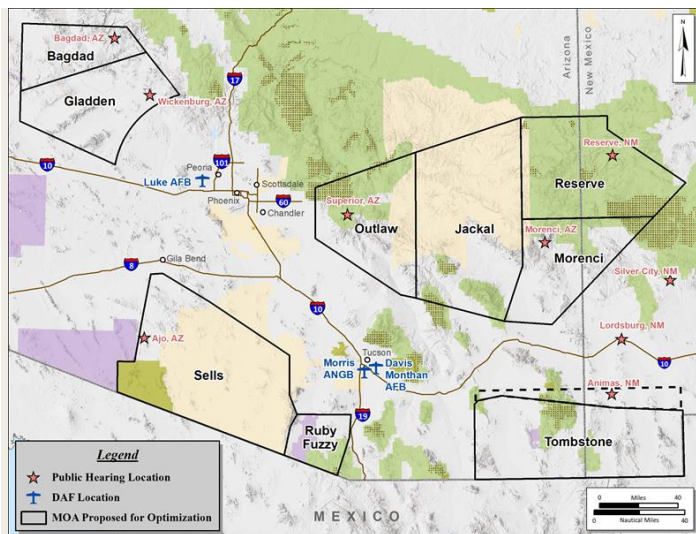 Bagdad, AZ
Bagdad
Gladden
Wickenburg, AZ
17
Arizona
New Mexico
N
10
101
Peoria
Luke AFB
Scottsdale
Phoenix
60
Chandler
Superior, AZ
Outlaw
Jackal
Reserve, NM
Reserve
Morenci, AZ
Morenci
Silver City, NM
Gila Bend
8
10
Lordsburg, NM
10
Ajo, AZ
Sells
Tucson
Morris
ANGB
Davis
Monthan
AFB
19
Animas, NM
Ruby
Fuzzy
Tombstone
Legend
Public Hearing Location
DAF Location
MOA Proposed for Optimization
MEXICO
0 Miles 40
0 Nautical Miles 40